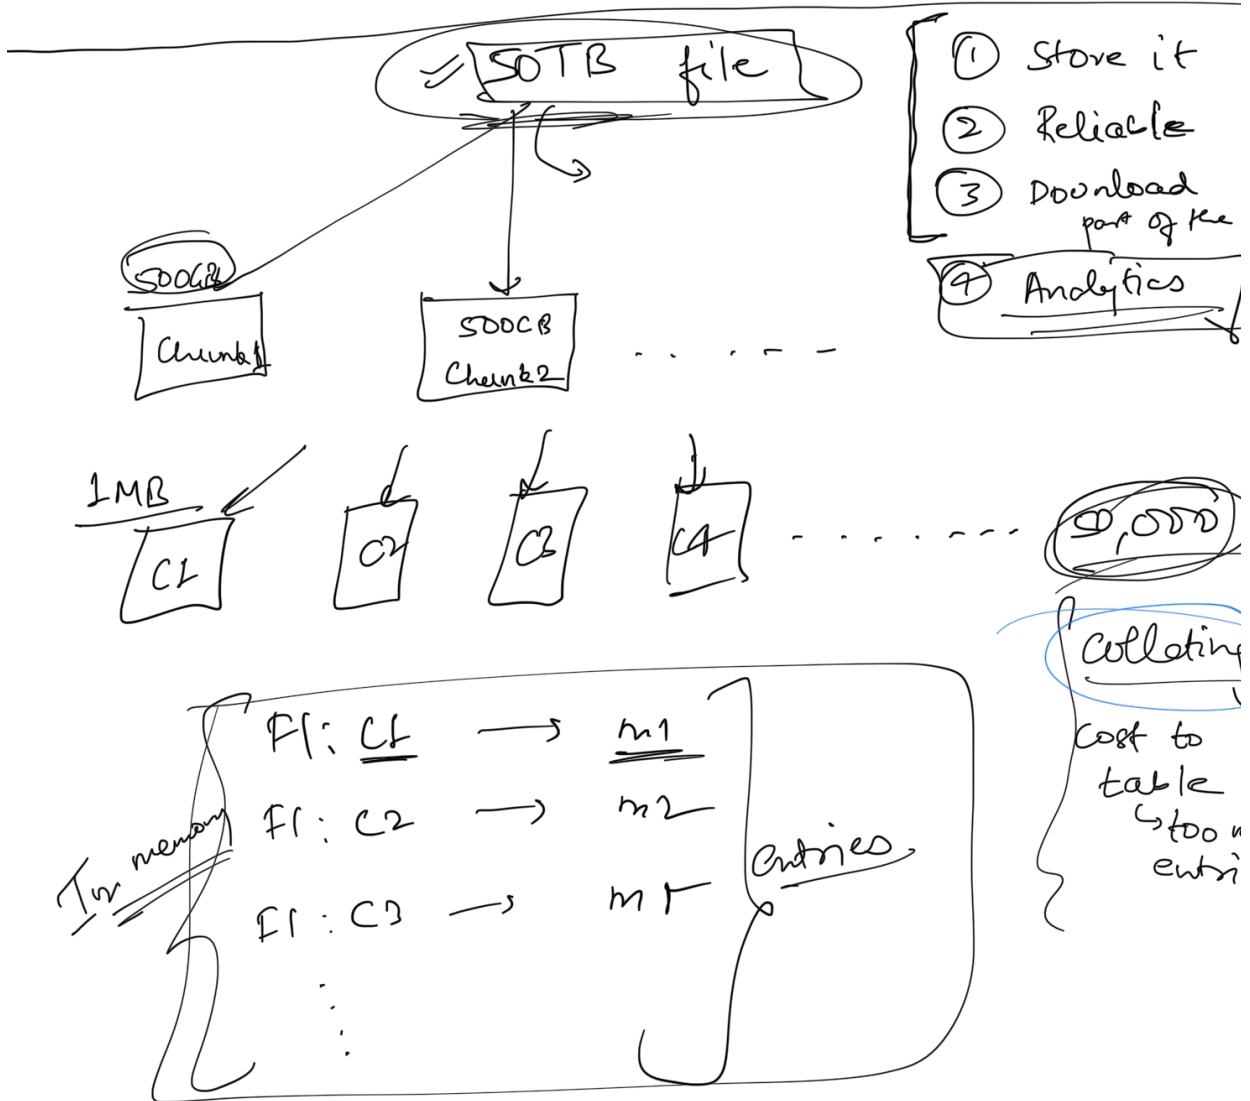 50TB file
① Store it
② Reliable
③ Download
part of the
④ Analytics
500GB
Chunk1
500GB
Chunk2
1MB
C1
C2
C3
C4
50,000
collating
cost to
table
too
F1: C1 → m1
F1: C2 → m2
F1: C3 →
In memory
entries